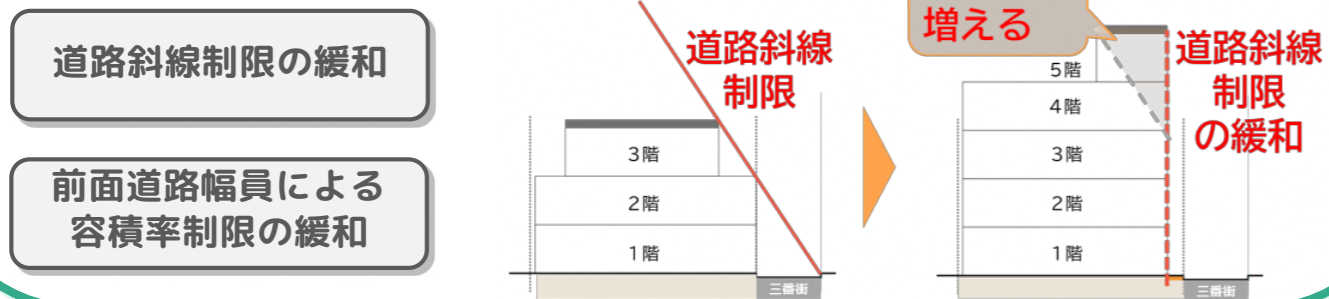 道路斜線制限の緩和
前面道路幅員による
容積率制限の緩和
道路斜線
制限
3階
2階
1階
三番街
増える
道路斜線
制限
の緩和
5階
4階
3階
2階
1階
三番街